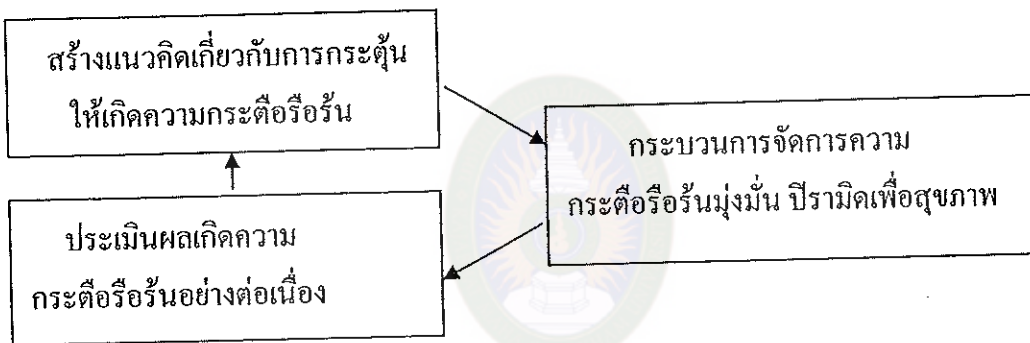 สร้างแนวคิดเกี่ยวกับการกระตุ้น
ให้เกิดความกระตือรือร้น
กระบวนการจัดการความ
กระตือรือร้นมุ่งมั่น ปีรามิดเพื่อสุขภาพ
ประเมินผลเกิดความ
กระตือรือร้นอย่างต่อเนื่อง